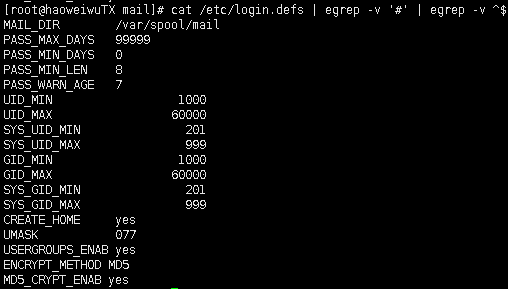 [root@haoweiwuTX mail]# cat /etc/login.defs | egrep -v '#' | egrep -v ^$
MAIL_DIR /var/spool/mail
PASS_MAX_DAYS 99999
PASS_MIN_DAYS 0
PASS_MIN_LEN 8
PASS_WARN_AGE 7
UID_MIN 1000
UID_MAX 60000
SYS_UID_MIN 201
SYS_UID_MAX 999
GID_MIN 1000
GID_MAX 60000
SYS_GID_MIN 201
SYS_GID_MAX 999
CREATE_HOME yes
UMASK 077
USERGROUPS_ENAB yes
ENCRYPT_METHOD MD5
MD5_CRYPT_ENAB yes